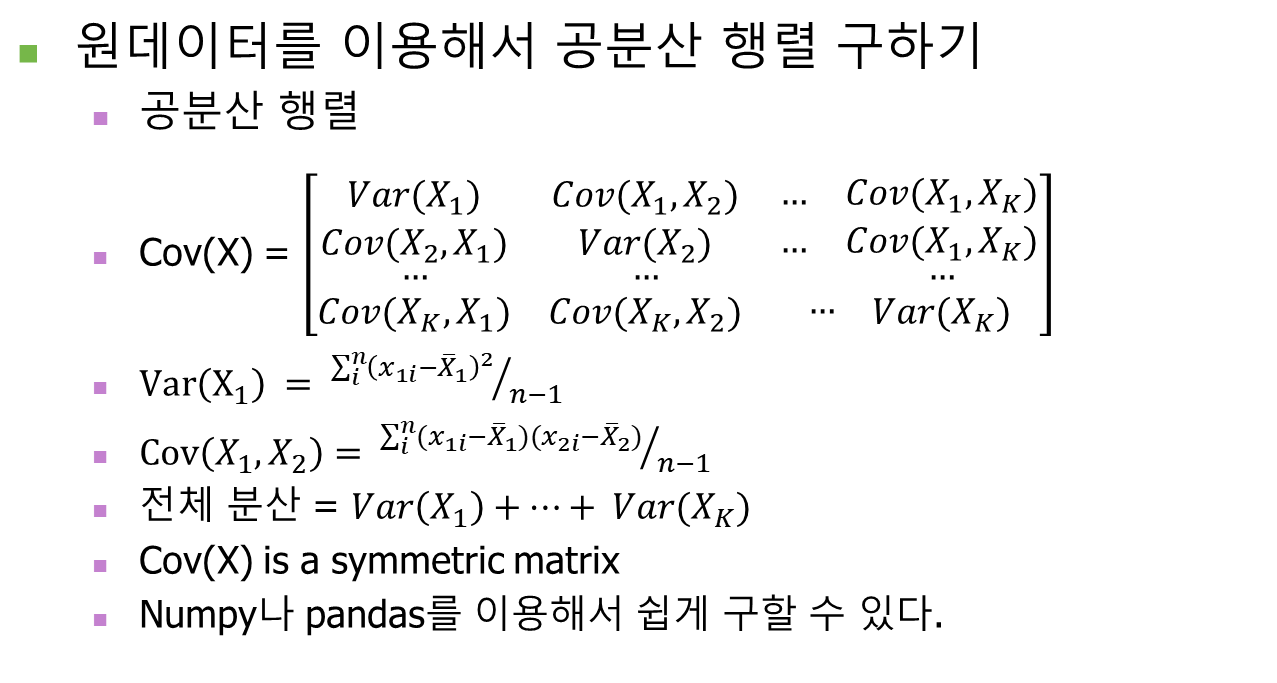 원데이터를 이용해서 공분산 행렬 구하기
공분산 행렬
Cov(X) = [ Var(X₁) Cov(X₁,X₂) … Cov(X₁,X_K)
Cov(X₂,X₁) Var(X₂) … Cov(X₁,X_K)
… … …
Cov(X_K,X₁) Cov(X_K,X₂) … Var(X_K) ]
Var(X₁) = ∑ᵢⁿ(x₁ᵢ−X̄₁)²/n−1
Cov(X₁,X₂) = ∑ᵢⁿ(x₁ᵢ−X̄₁)(x₂ᵢ−X̄₂)/n−1
전체 분산 = Var(X₁) + ⋯ + Var(X_K)
Cov(X) is a symmetric matrix
Numpy나 pandas를 이용해서 쉽게 구할 수 있다.